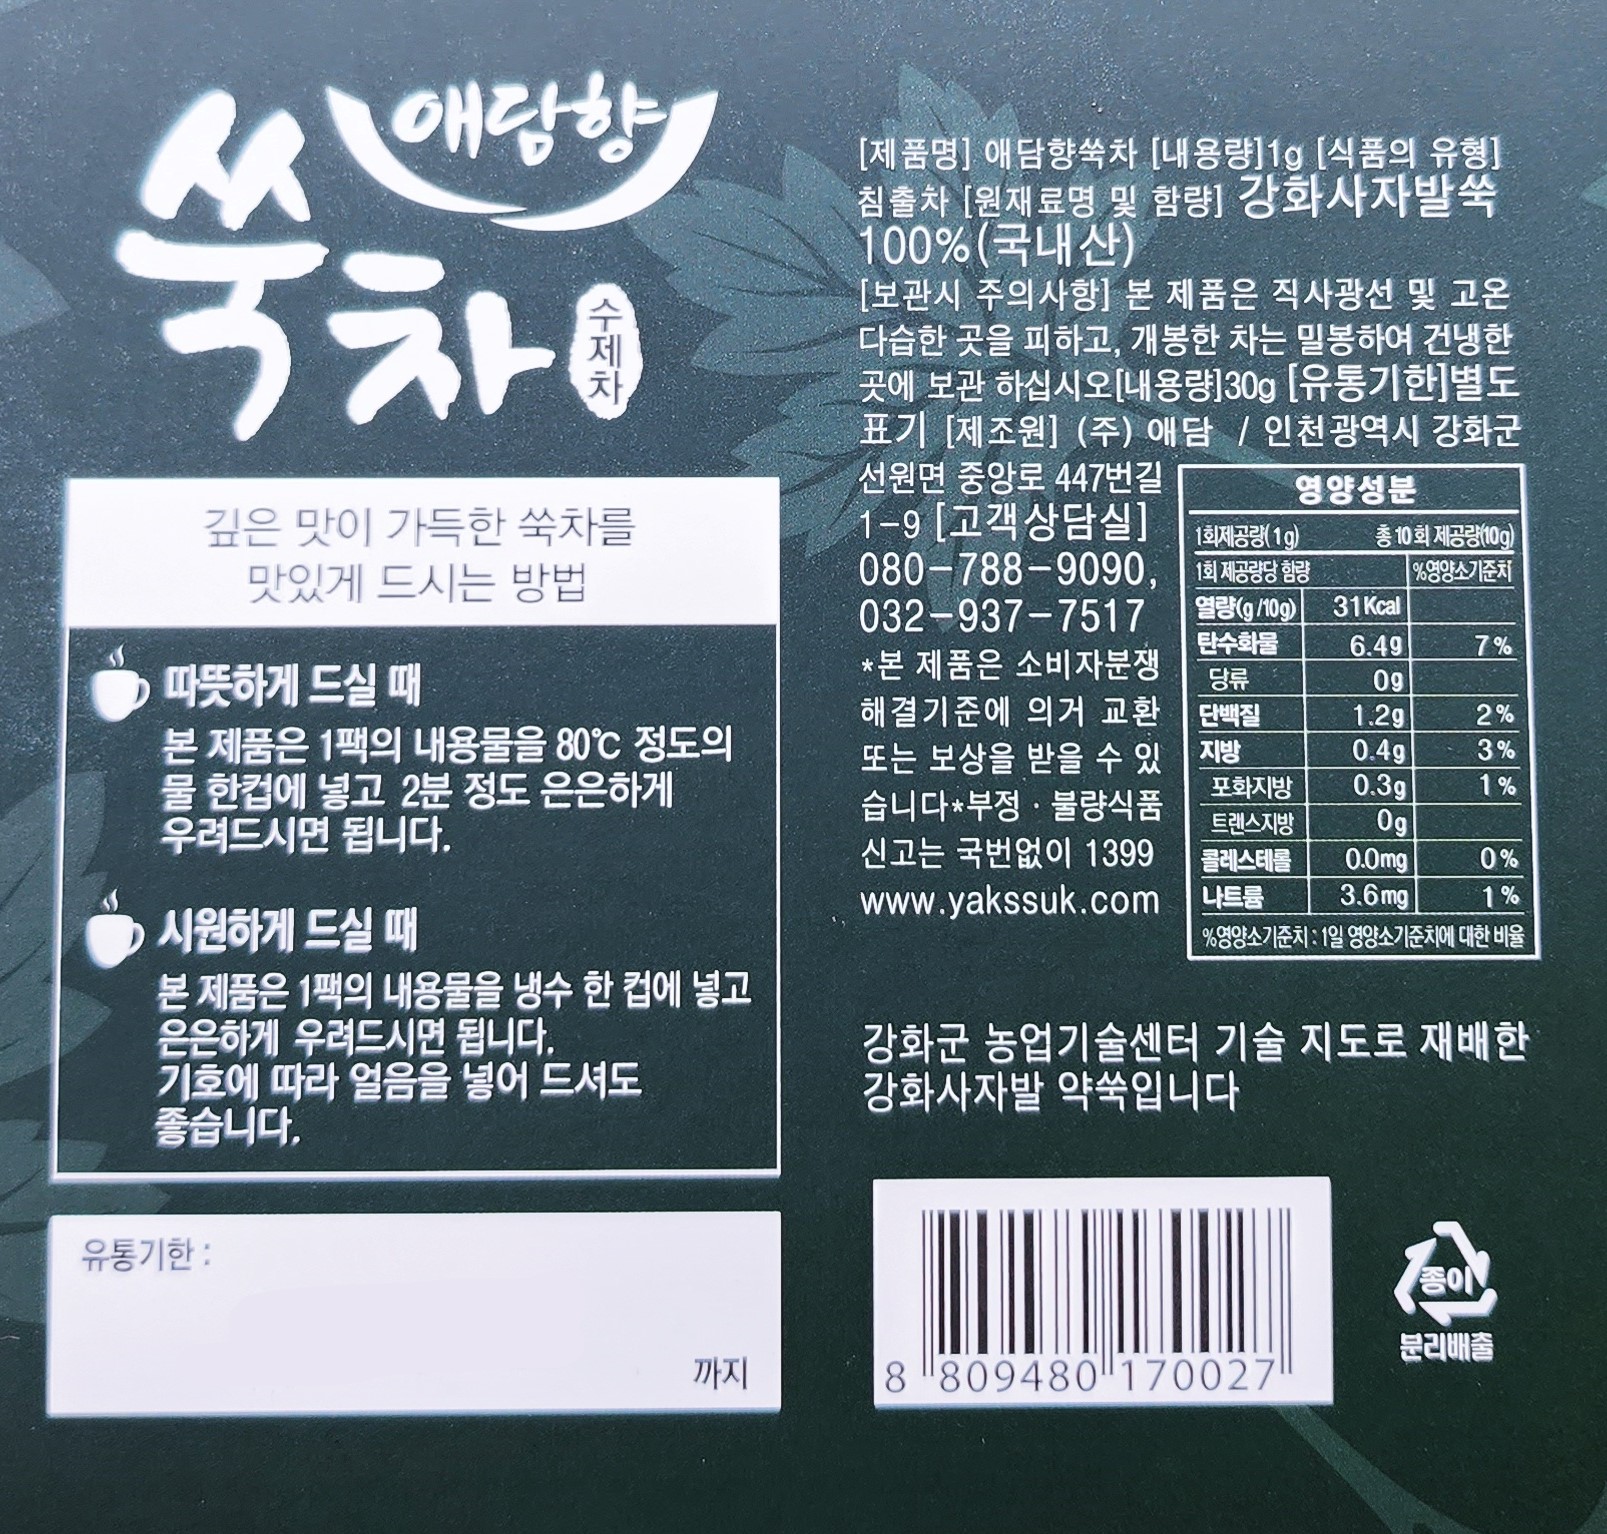 애담향
쑥차
수제차
깊은 맛이 가득한 쑥차를
맛있게 드시는 방법
따뜻하게 드실 때
본 제품은 1팩의 내용물을 80℃ 정도의
물 한컵에 넣고 2분 정도 은은하게
우려드시면 됩니다.
시원하게 드실 때
본 제품은 1팩의 내용물을 냉수 한 컵에 넣고
은은하게 우려드시면 됩니다.
기호에 따라 얼음을 넣어 드셔도
좋습니다.
유통기한 :
까지
[제품명] 애담향쑥차 [내용량]1g [식품의 유형]
침출차 [원재료명 및 함량] 강화사자발쑥
100%(국내산)
[보관시 주의사항] 본 제품은 직사광선 및 고온
다습한 곳을 피하고, 개봉한 차는 밀봉하여 건냉한
곳에 보관 하십시오[내용량]30g [유통기한]별도
표기 [제조원] (주) 애담 / 인천광역시 강화군
선원면 중앙로 447번길
1-9 [고객상담실]
080-788-9090,
032-937-7517
*본 제품은 소비자분쟁
해결기준에 의거 교환
또는 보상을 받을 수 있
습니다*부정 · 불량식품
신고는 국번없이 1399
www.yakssuk.com
영양성분
1회제공량(1g) 총 10회 제공량(10g)
1회 제공량당 함량 %영양소기준치
열량(g/10g) 31Kcal
탄수화물 6.4g 7%
당류 0g
단백질 1.2g 2%
지방 0.4g 3%
포화지방 0.3g 1%
트랜스지방 0g
콜레스테롤 0.0mg 0%
나트륨 3.6mg 1%
%영양소기준치 : 1일 영양소기준치에 대한 비율
강화군 농업기술센터 기술 지도로 재배한
강화사자발 약쑥입니다
8 809480 170027
종이
분리배출